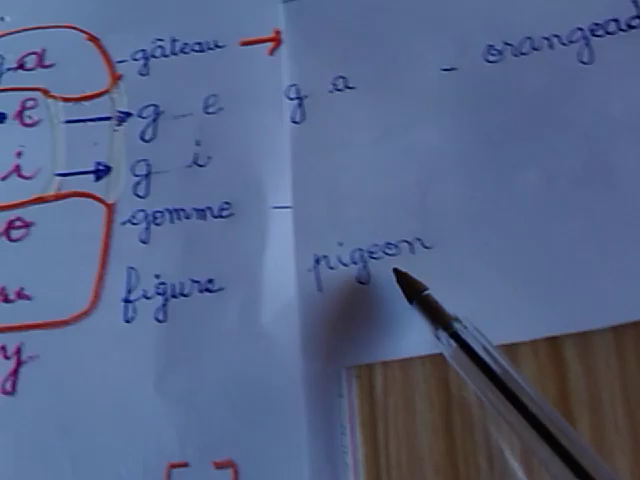 a - gâteau → g a - orangead
e → g - e
i → g i
o gomme -
figure pigeon
y
[ ]